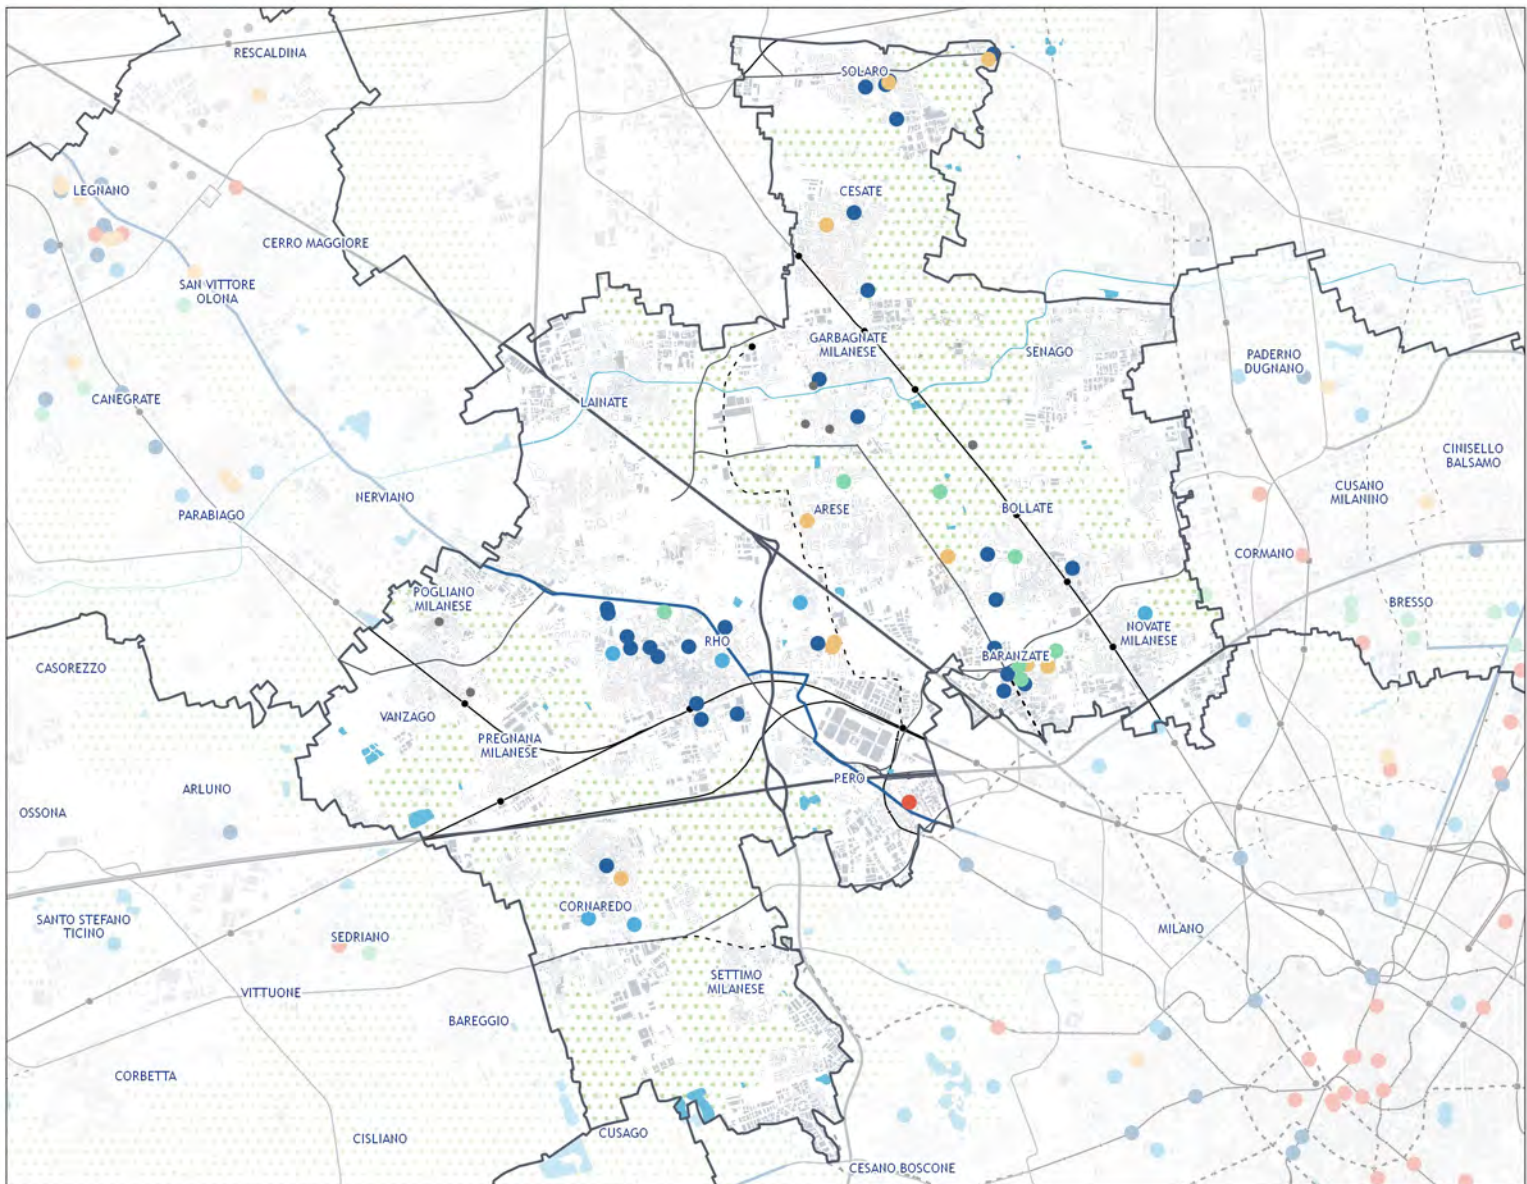 RESCALDINA
SOLARO
LEGNANO
CESATE
CERRO MAGGIORE
SAN VITTORE
OLONA
GARBAGNATE
MILANESE
SENAGO
PADERNO
DUGNANO
CANEGRATE
LAINATE
CINISELLO
BALSAMO
CUSANO
MILANINO
NERVIANO
PARABIAGO
ARESE
BOLLATE
CORMANO
POGLIANO
MILANESE
BRESSO
NOVATE
MILANESE
RHO
BARANZATE
CASOREZZO
VANZAGO
PREGNANA
MILANESE
PERO
ARLUNO
OSSONA
CORNAREDO
SANTO STEFANO
TICINO
SEDRIANO
MILANO
SETTIMO
MILANESE
VITTUONE
BAREGGIO
CORBETTA
CISLIANO
CUSAGO
CESANO BOSCONE